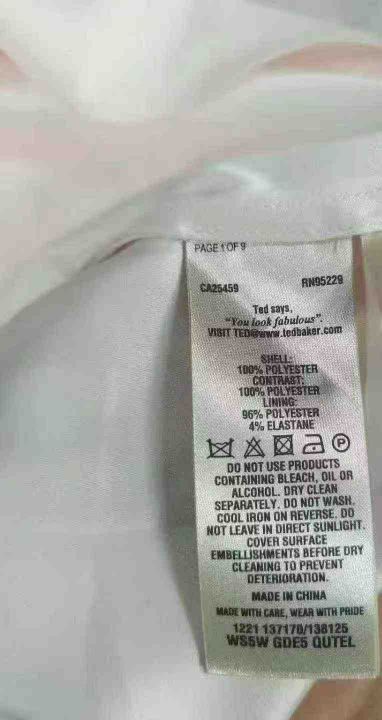 PAGE 1 OF 9
CA25459 RN95229
Ted says,
"You look fabulous".
VISIT TED@www.tedbaker.com
SHELL:
100% POLYESTER
CONTRAST:
100% POLYESTER
LINING:
96% POLYESTER
4% ELASTANE
P
DO NOT USE PRODUCTS
CONTAINING BLEACH, OIL OR
ALCOHOL. DRY CLEAN
SEPARATELY. DO NOT WASH.
COOL IRON ON REVERSE. DO
NOT LEAVE IN DIRECT SUNLIGHT.
COVER SURFACE
EMBELLISHMENTS BEFORE DRY
CLEANING TO PREVENT
DETERIORATION.
MADE IN CHINA
MADE WITH CARE, WEAR WITH PRIDE
1221 137170/138125
WS5W GDE5 QUTEL